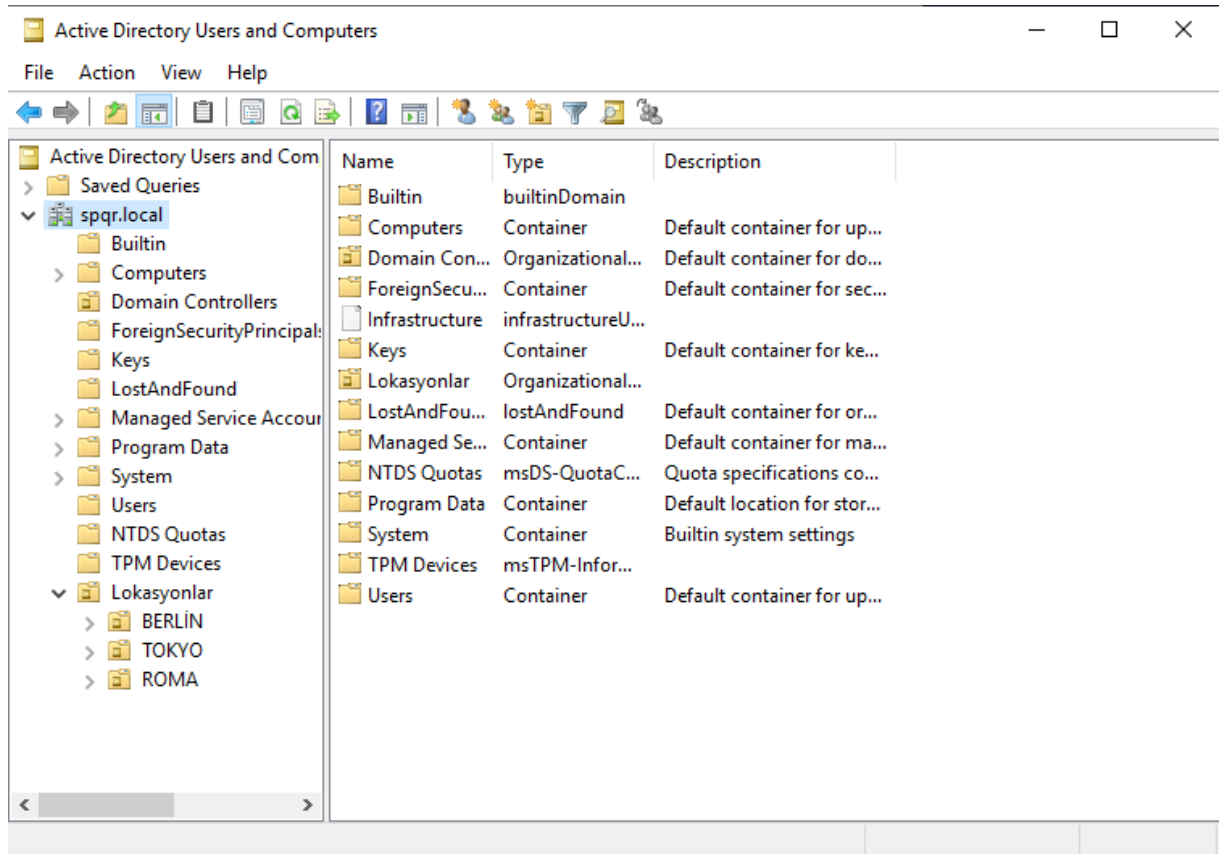 Active Directory Users and Computers
File Action View Help
Active Directory Users and Com
Saved Queries
spqr.local
Builtin
Computers
Domain Controllers
ForeignSecurityPrincipals
Keys
LostAndFound
Managed Service Accour
Program Data
System
Users
NTDS Quotas
TPM Devices
Lokasyonlar
BERLİN
TOKYO
ROMA
Name Type Description
Builtin builtinDomain
Computers Container Default container for up...
Domain Con... Organizational... Default container for do...
ForeignSecu... Container Default container for sec...
Infrastructure infrastructureU...
Keys Container Default container for ke...
Lokasyonlar Organizational...
LostAndFou... lostAndFound Default container for or...
Managed Se... Container Default container for ma...
NTDS Quotas msDS-QuotaC... Quota specifications co...
Program Data Container Default location for stor...
System Container Builtin system settings
TPM Devices msTPM-Infor...
Users Container Default container for up...